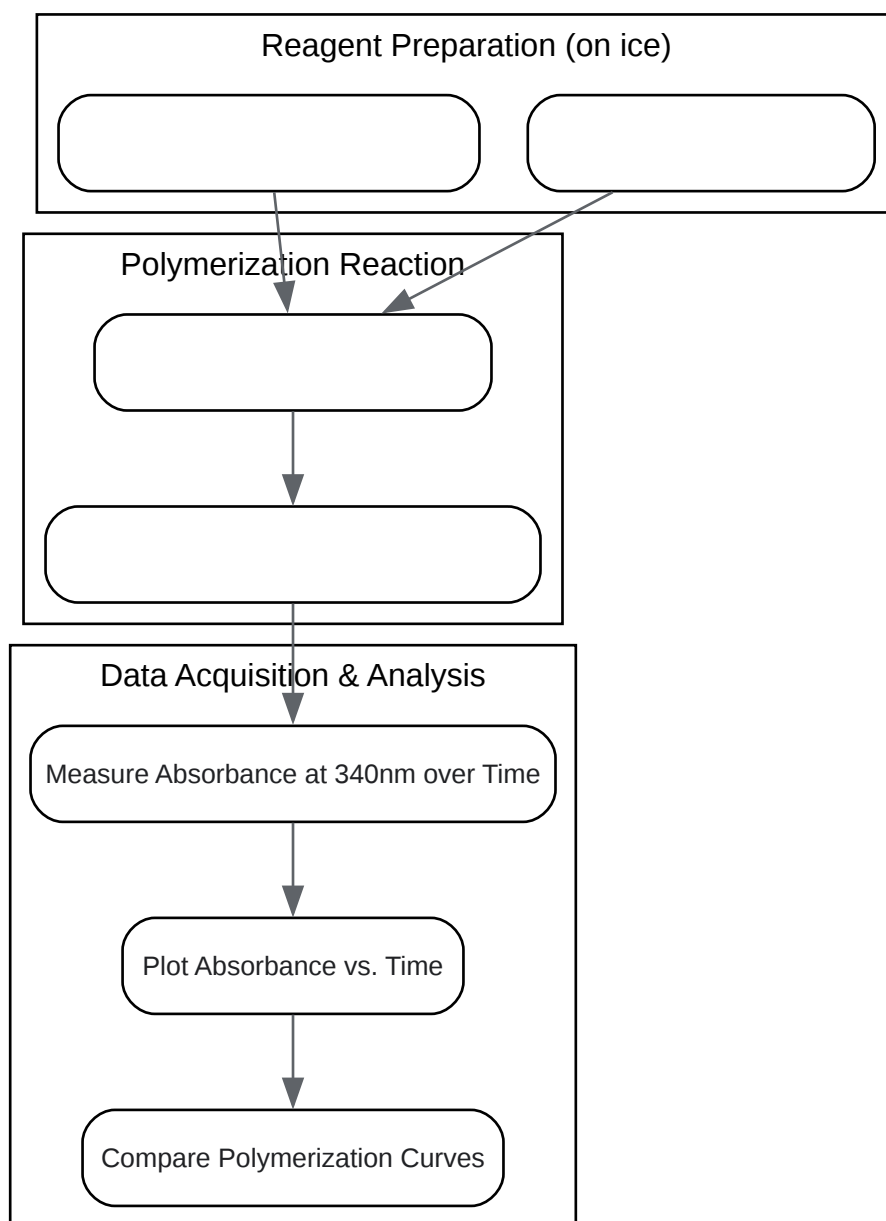 Reagent Preparation (on ice)
Polymerization Reaction
Data Acquisition & Analysis
Measure Absorbance at 340nm over Time
Plot Absorbance vs. Time
Compare Polymerization Curves